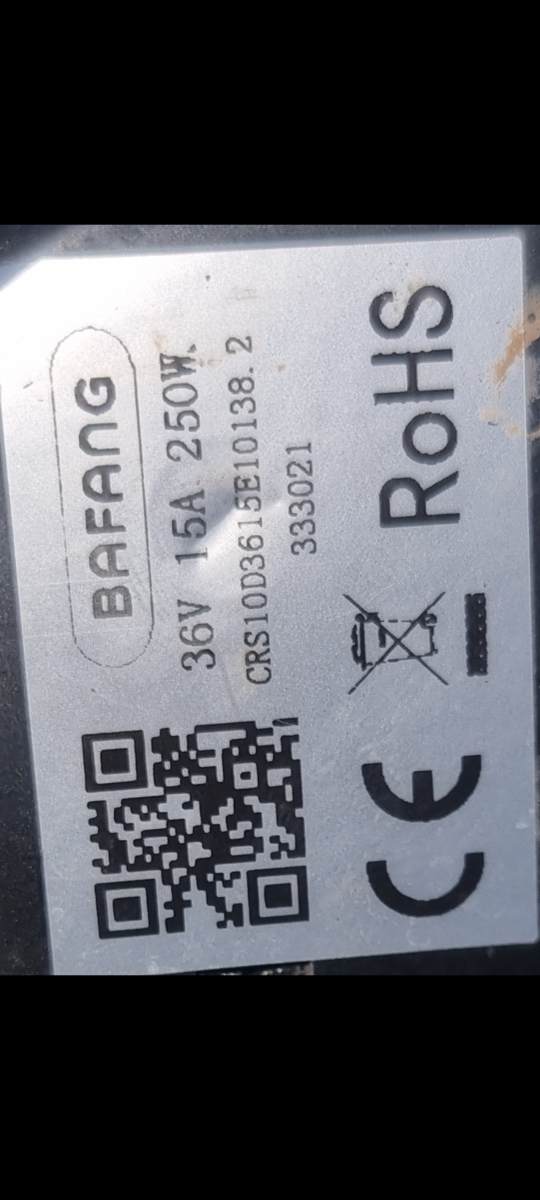 BAFANG
36V 15A 250W.
CRS10D3615E10138.2
333021
CE
RoHS